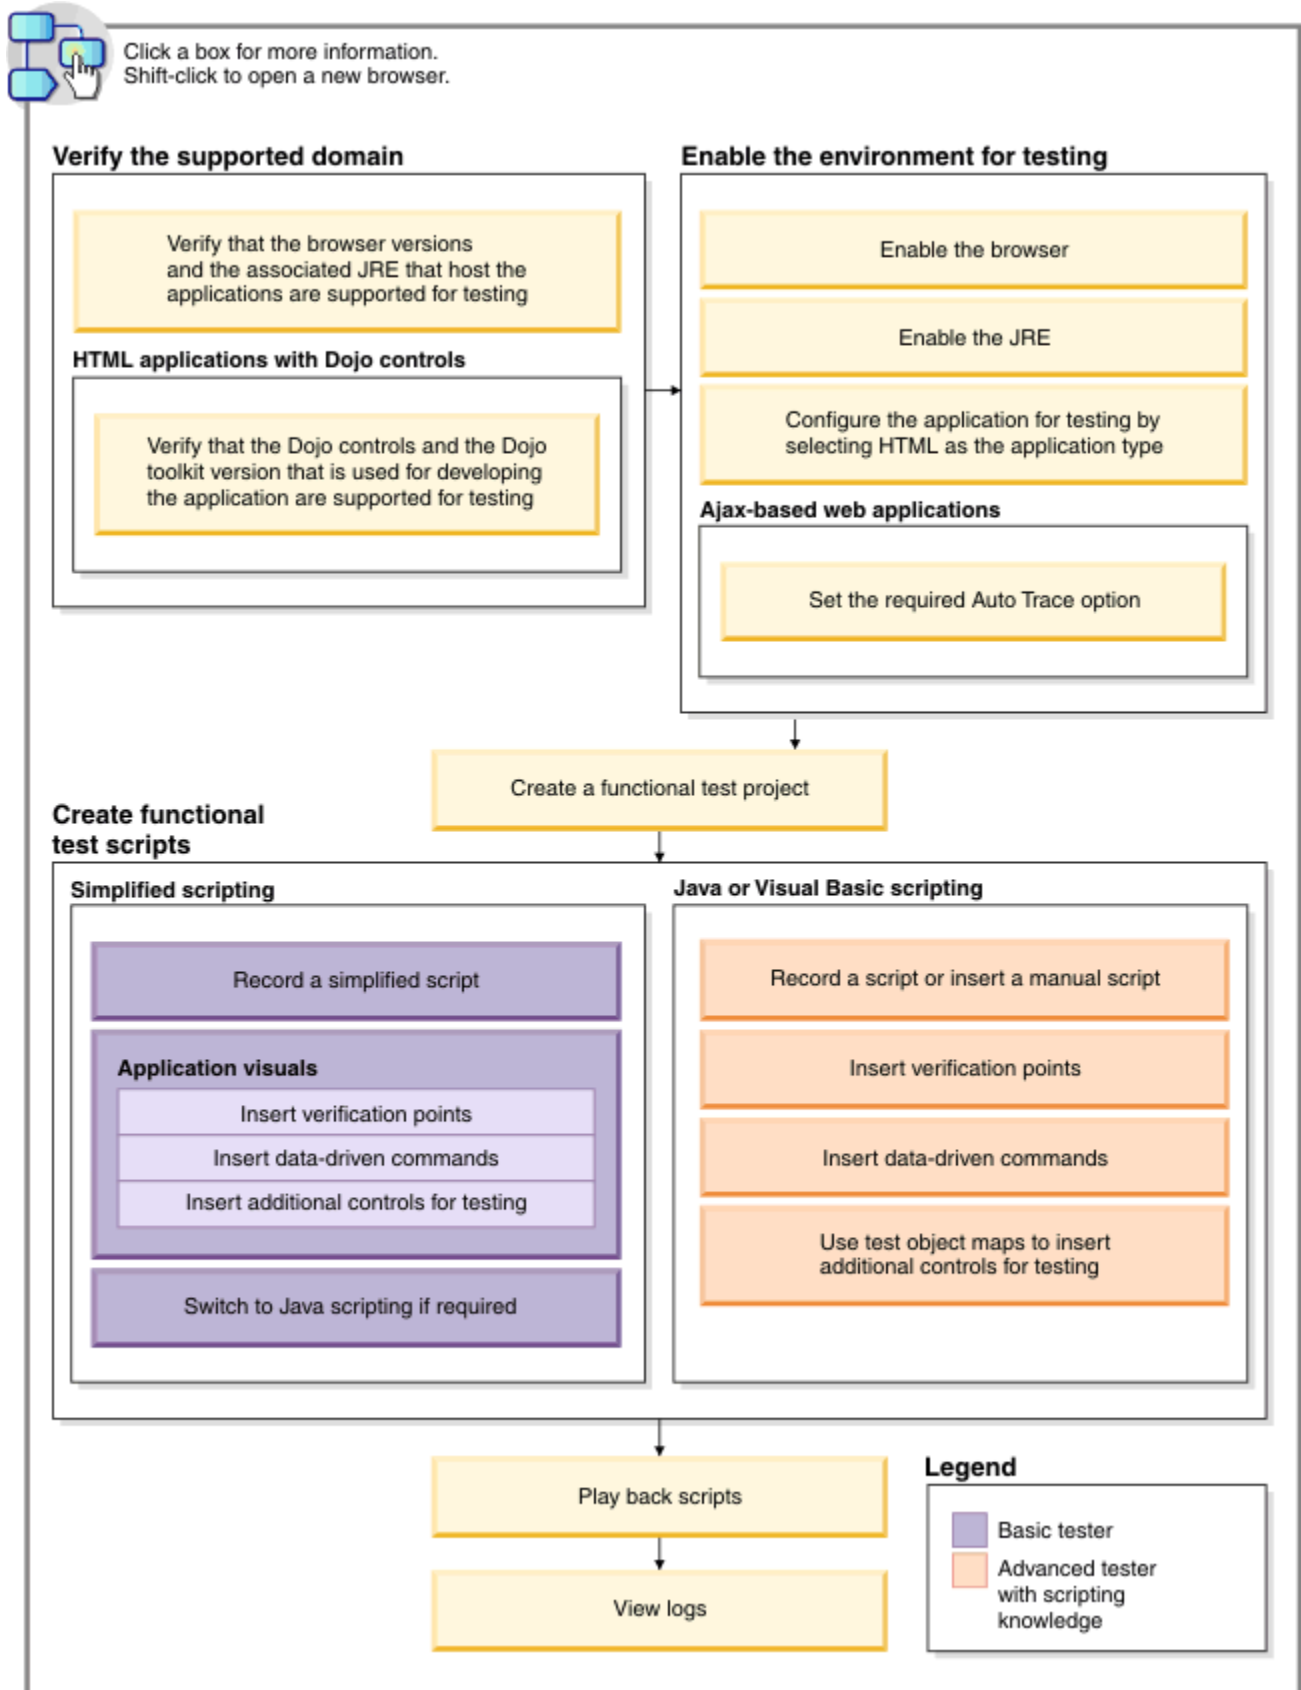 Click a box for more information.
Shift-click to open a new browser.
Verify the supported domain
Verify that the browser versions
and the associated JRE that host the
applications are supported for testing
HTML applications with Dojo controls
Verify that the Dojo controls and the Dojo
toolkit version that is used for developing
the application are supported for testing
Enable the environment for testing
Enable the browser
Enable the JRE
Configure the application for testing by
selecting HTML as the application type
Ajax-based web applications
Set the required Auto Trace option
Create a functional test project
Create functional
test scripts
Simplified scripting
Record a simplified script
Application visuals
Insert verification points
Insert data-driven commands
Insert additional controls for testing
Switch to Java scripting if required
Java or Visual Basic scripting
Record a script or insert a manual script
Insert verification points
Insert data-driven commands
Use test object maps to insert
additional controls for testing
Play back scripts
View logs
Legend
Basic tester
Advanced tester
with scripting
knowledge